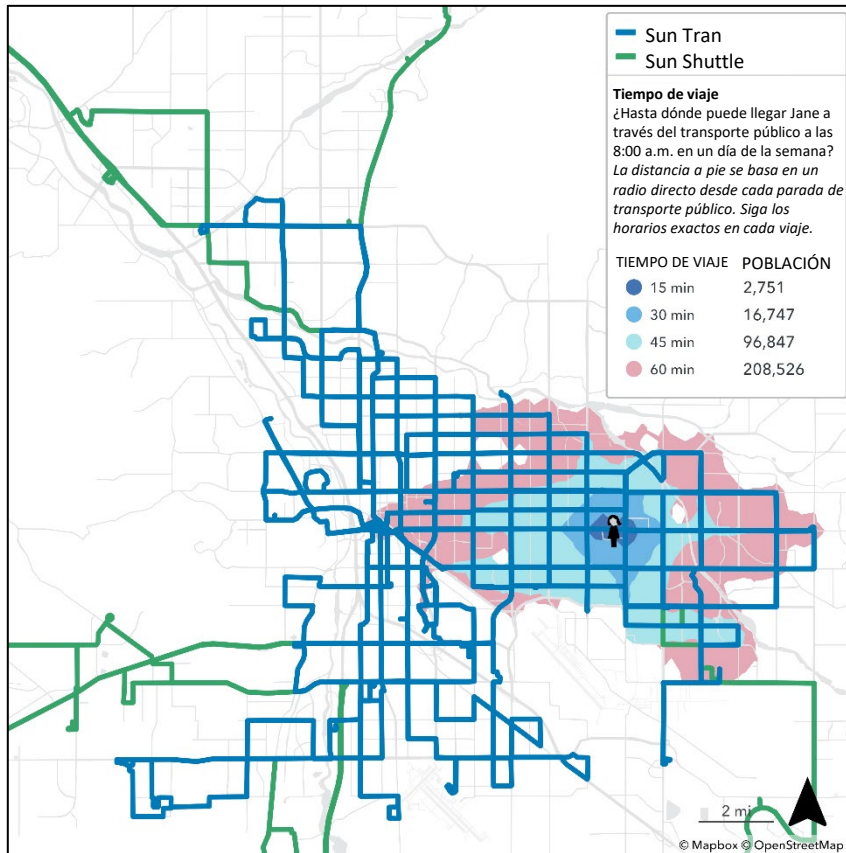 Sun Tran
Sun Shuttle
Tiempo de viaje
¿Hasta dónde puede llegar Jane a
través del transporte público a las
8:00 a.m. en un día de la semana?
La distancia a pie se basa en un
radio directo desde cada parada de
transporte público. Siga los
horarios exactos en cada viaje.
TIEMPO DE VIAJE POBLACIÓN
15 min 2,751
30 min 16,747
45 min 96,847
60 min 208,526
2 mi
© Mapbox © OpenStreetMap